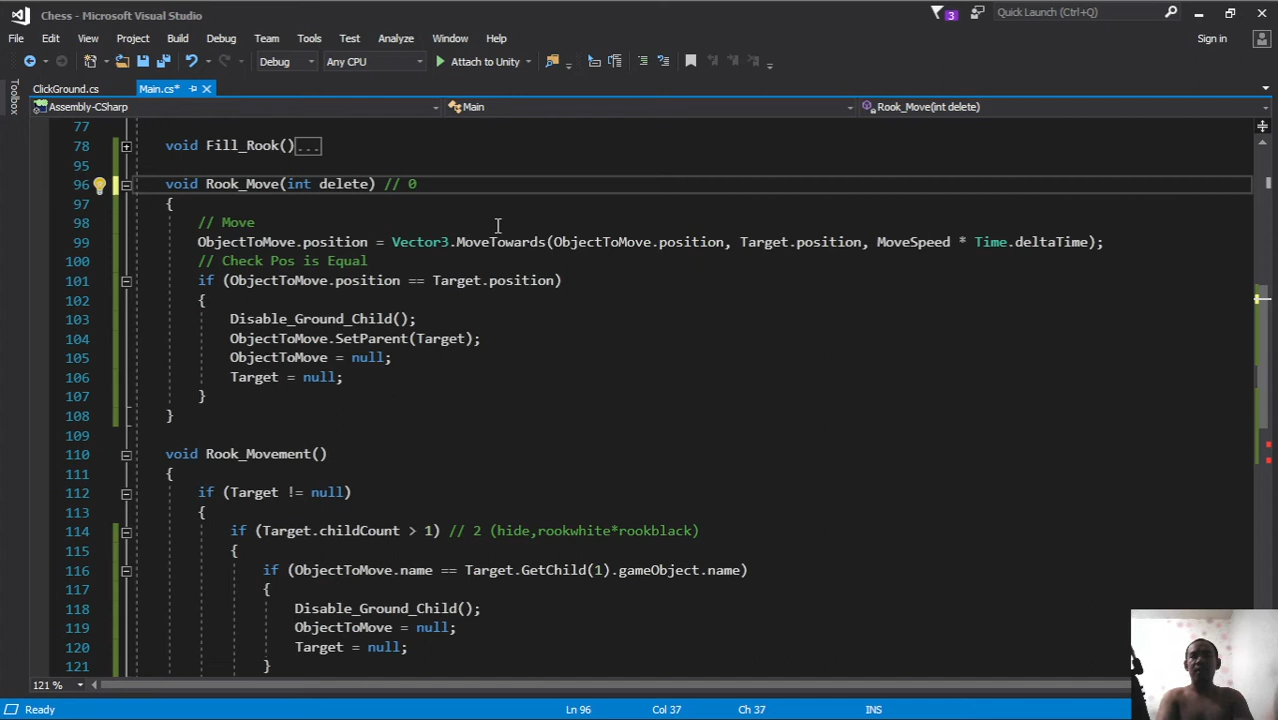 Chess - Microsoft Visual Studio
3
Quick Launch (Ctrl+Q)
File Edit View Project Build Debug Team Tools Test Analyze Window Help
Sign in
Debug Any CPU Attach to Unity
Toolbox
ClickGround.cs Main.cs*
Assembly-CSharp Main Rook_Move(int delete)
77
78 void Fill_Rook()...
95
96 void Rook_Move(int delete) // 0
97 {
98 // Move
99 ObjectToMove.position = Vector3.MoveTowards(ObjectToMove.position, Target.position, MoveSpeed * Time.deltaTime);
100 // Check Pos is Equal
101 if (ObjectToMove.position == Target.position)
102 {
103 Disable_Ground_Child();
104 ObjectToMove.SetParent(Target);
105 ObjectToMove = null;
106 Target = null;
107 }
108 }
109
110 void Rook_Movement()
111 {
112 if (Target != null)
113 {
114 if (Target.childCount > 1) // 2 (hide,rookwhite*rookblack)
115 {
116 if (ObjectToMove.name == Target.GetChild(1).gameObject.name)
117 {
118 Disable_Ground_Child();
119 ObjectToMove = null;
120 Target = null;
121 }
121 %
Ready Ln 96 Col 37 Ch 37 INS